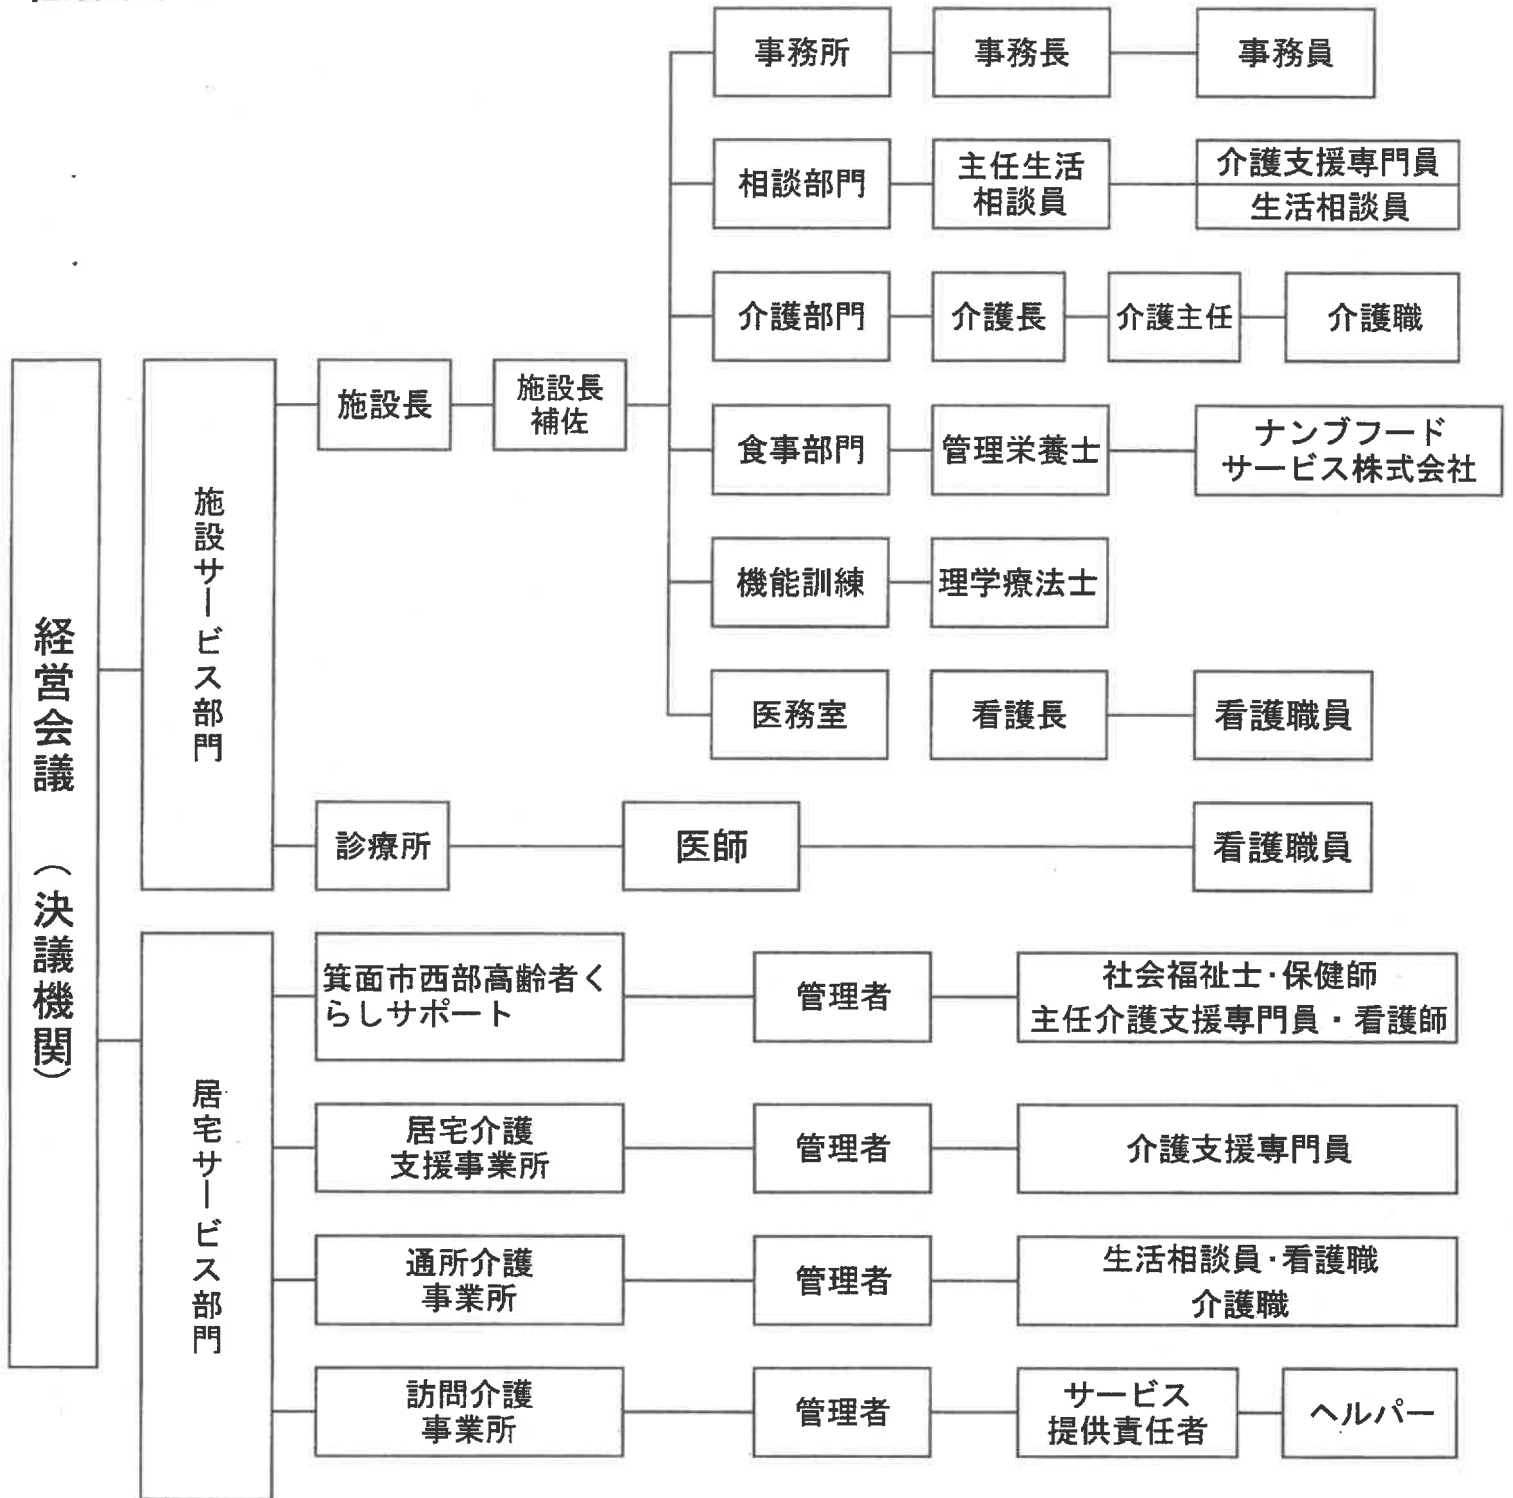 経営会議　（決議機関）
施設サービス部門
施設長
施設長
補佐
事務所
事務長
事務員
相談部門
主任生活
相談員
介護支援専門員
生活相談員
介護部門
介護長
介護主任
介護職
食事部門
管理栄養士
ナンブフード
サービス株式会社
機能訓練
理学療法士
医務室
看護長
看護職員
診療所
医師
看護職員
居宅サービス部門
箕面市西部高齢者く
らしサポート
管理者
社会福祉士・保健師
主任介護支援専門員・看護師
居宅介護
支援事業所
管理者
介護支援専門員
通所介護
事業所
管理者
生活相談員・看護職
介護職
訪問介護
事業所
管理者
サービス
提供責任者
ヘルパー